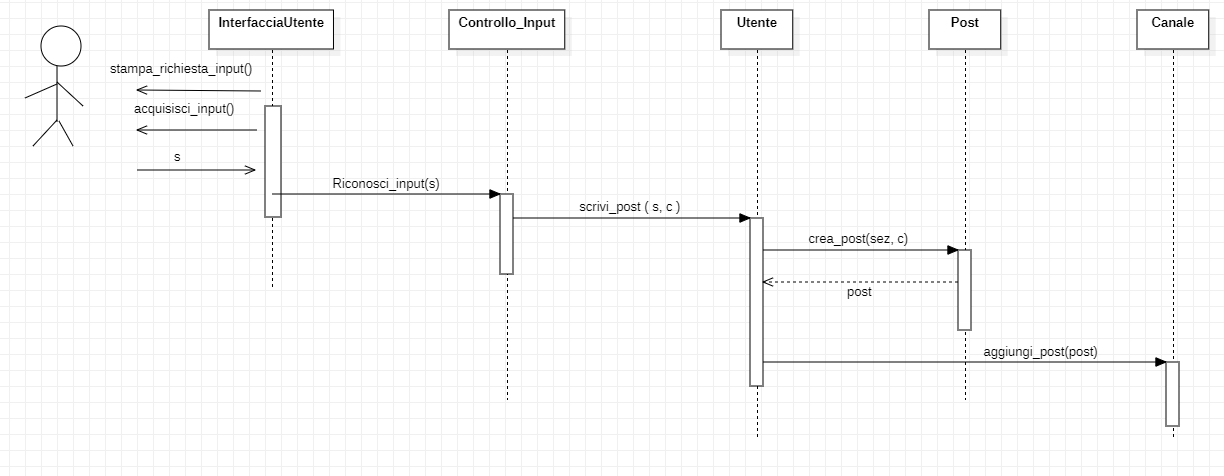 InterfacciaUtente
Controllo_Input
Utente
Post
Canale
stampa_richiesta_input()
acquisisci_input()
s
Riconosci_input(s)
scrivi_post ( s, c )
crea_post(sez, c)
post
aggiungi_post(post)